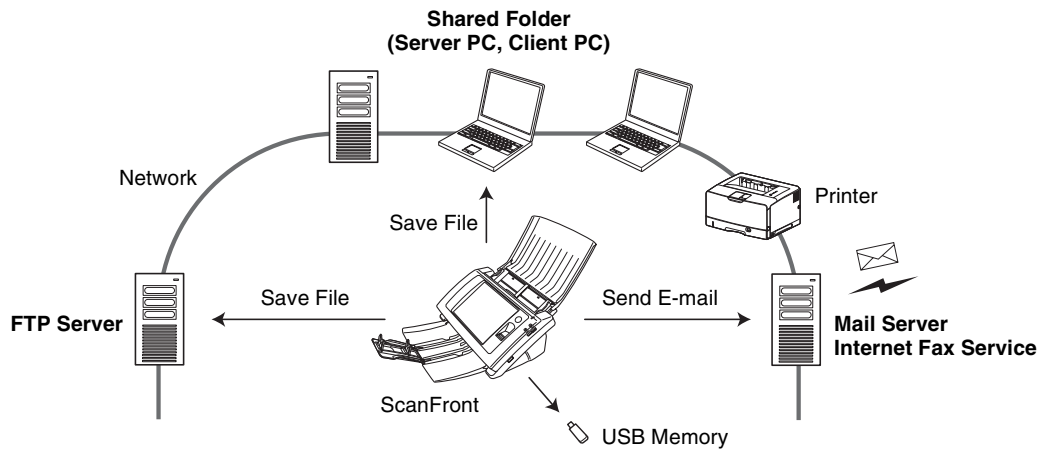 Shared Folder
(Server PC, Client PC)
Network
Printer
Save File
Save File
Send E-mail
FTP Server
Mail Server
Internet Fax Service
ScanFront
USB Memory